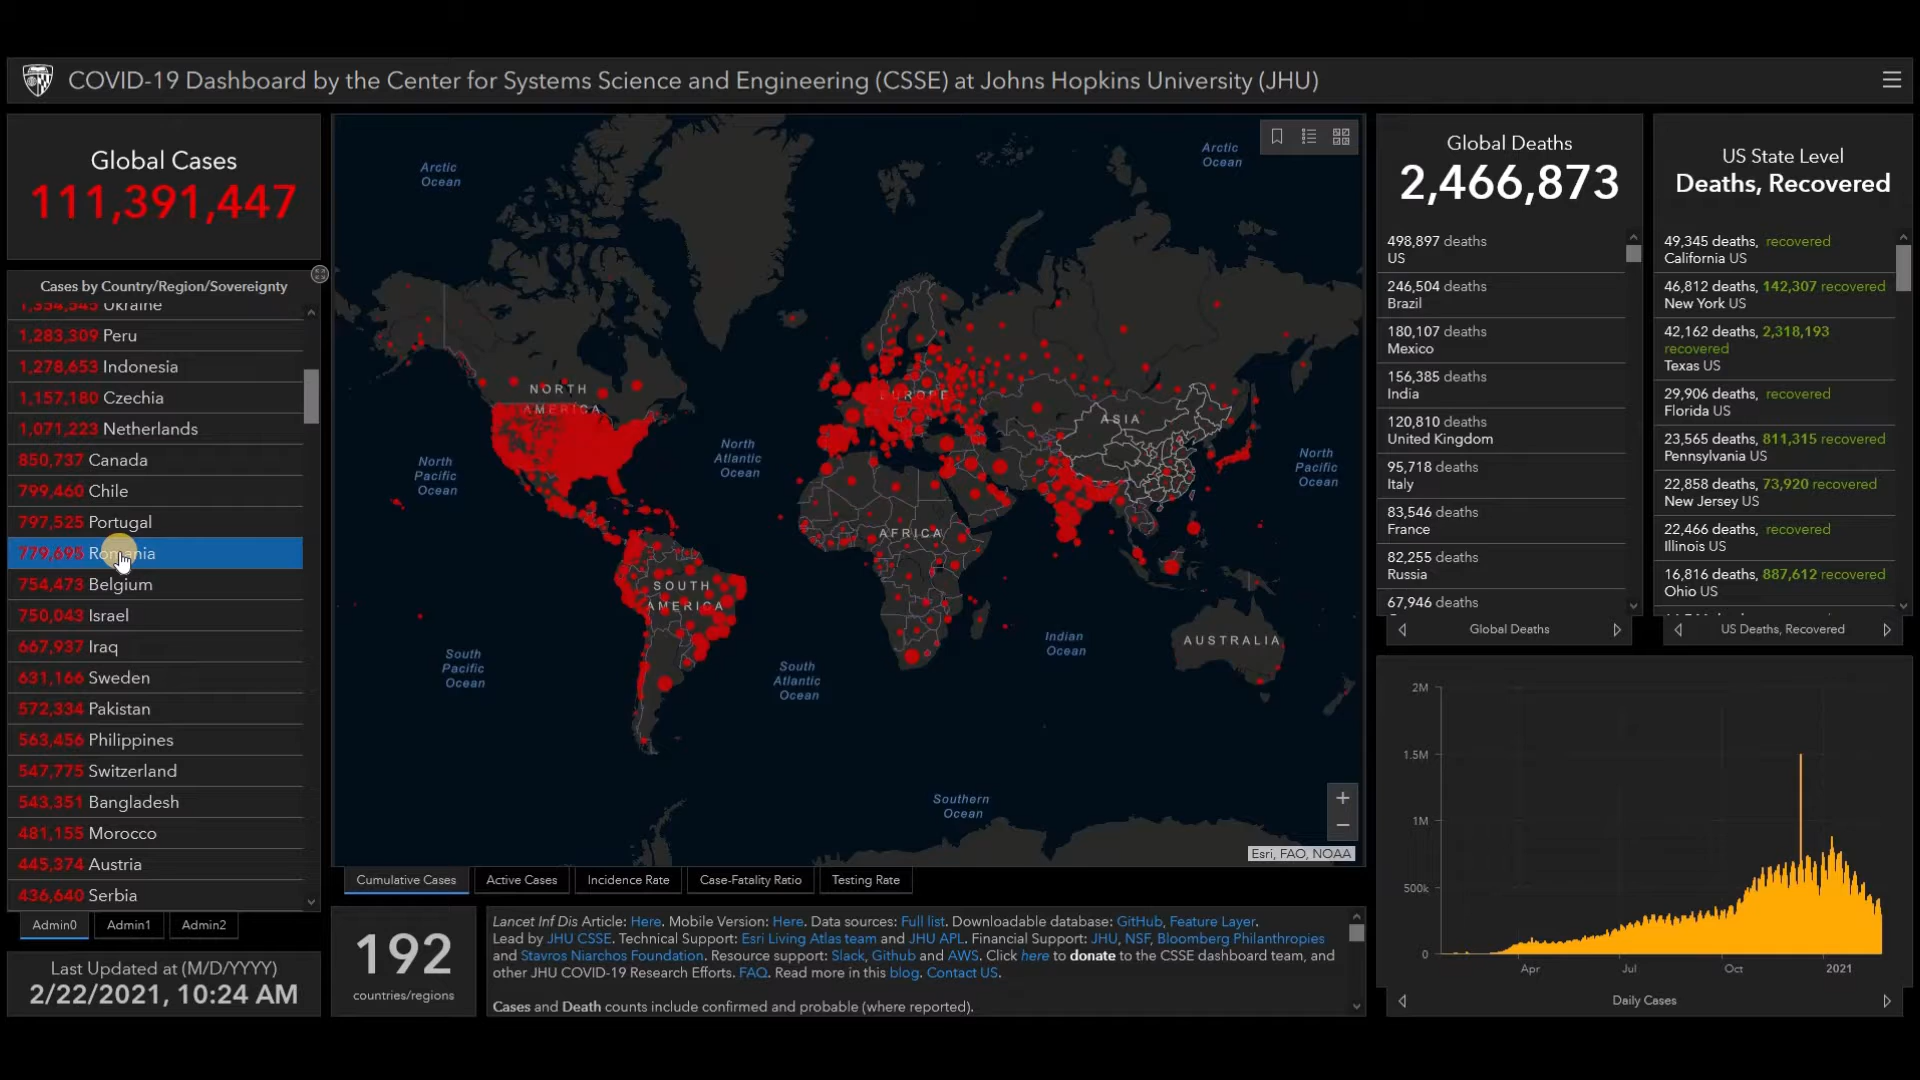 COVID-19 Dashboard by the Center for Systems Science and Engineering (CSSE) at Johns Hopkins University (JHU)
Global Cases
111,391,447
Cases by Country/Region/Sovereignty
1,354,545 Ukraine
1,283,309 Peru
1,278,653 Indonesia
1,157,180 Czechia
1,071,223 Netherlands
850,737 Canada
799,460 Chile
797,525 Portugal
779,695 Romania
754,473 Belgium
750,043 Israel
667,937 Iraq
631,166 Sweden
572,334 Pakistan
563,456 Philippines
547,775 Switzerland
543,351 Bangladesh
481,155 Morocco
445,374 Austria
436,640 Serbia
Admin0
Admin1
Admin2
Last Updated at (M/D/YYYY)
2/22/2021, 10:24 AM
Arctic
Ocean
Arctic
Ocean
NORTH
AMERICA
EUROPE
ASIA
North
Pacific
Ocean
North
Atlantic
Ocean
North
Pacific
Ocean
AFRICA
SOUTH
AMERICA
Indian
Ocean
AUSTRALIA
South
Pacific
Ocean
South
Atlantic
Ocean
Southern
Ocean
+
−
Esri, FAO, NOAA
Cumulative Cases
Active Cases
Incidence Rate
Case-Fatality Ratio
Testing Rate
192
countries/regions
Lancet Inf Dis Article: Here. Mobile Version: Here. Data sources: Full list. Downloadable database: GitHub, Feature Layer.
Lead by JHU CSSE. Technical Support: Esri Living Atlas team and JHU APL. Financial Support: JHU, NSF, Bloomberg Philanthropies
and Stavros Niarchos Foundation. Resource support: Slack, Github and AWS. Click here to donate to the CSSE dashboard team, and
other JHU COVID-19 Research Efforts. FAQ. Read more in this blog. Contact US.
Cases and Death counts include confirmed and probable (where reported).
Global Deaths
2,466,873
498,897 deaths
US
246,504 deaths
Brazil
180,107 deaths
Mexico
156,385 deaths
India
120,810 deaths
United Kingdom
95,718 deaths
Italy
83,546 deaths
France
82,255 deaths
Russia
67,946 deaths
Global Deaths
US State Level
Deaths, Recovered
49,345 deaths, recovered
California US
46,812 deaths, 142,307 recovered
New York US
42,162 deaths, 2,318,193
recovered
Texas US
29,906 deaths, recovered
Florida US
23,565 deaths, 811,315 recovered
Pennsylvania US
22,858 deaths, 73,920 recovered
New Jersey US
22,466 deaths, recovered
Illinois US
16,816 deaths, 887,612 recovered
Ohio US
US Deaths, Recovered
2M
1.5M
1M
500k
0
Apr
Jul
Oct
2021
Daily Cases